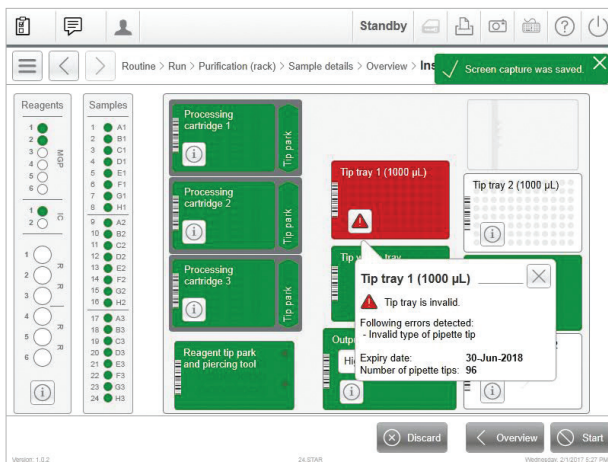 Standby
Routine > Run > Purification (rack) > Sample details > Overview > Ins
Screen capture was saved.
Reagents
1
2
3
4
5
6
MGP
1
2
IC
1
2
3
4
5
6
R
R
R
R
Samples
1 A1
2 B1
3 C1
4 D1
5 E1
6 F1
7 G1
8 H1
9 A2
10 B2
11 C2
12 D2
13 E2
14 F2
15 G2
16 H2
17 A3
18 B3
19 C3
20 D3
21 E3
22 F3
23 G3
24 H3
Processing
cartridge 1
Tip park
Processing
cartridge 2
Tip park
Processing
cartridge 3
Tip park
Reagent tip park
and piercing tool
Tip tray 1 (1000 µL)
Tip tray 2 (1000 µL)
Tip tray
Outp
Hi
Tip tray 1 (1000 µL)
Tip tray is invalid.
Following errors detected:
- Invalid type of pipette tip
Expiry date: 30-Jun-2018
Number of pipette tips: 96
2
Discard
Overview
Start
Version: 1.0.2
24.STAR
Wednesday, 2/1/2017 5:27 PM